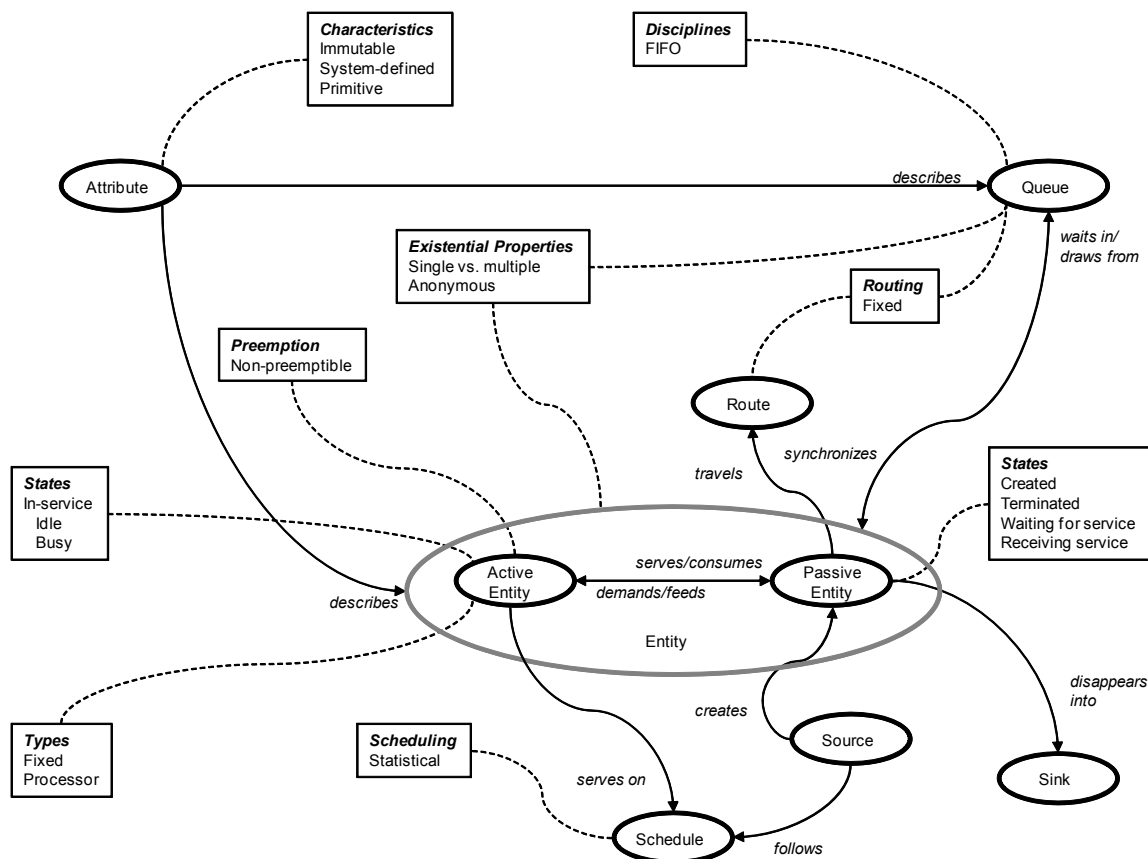 Characteristics
Immutable
System-defined
Primitive
Disciplines
FIFO
Attribute
describes
Queue
Existential Properties
Single vs. multiple
Anonymous
waits in/
draws from
Routing
Fixed
Preemption
Non-preemptible
Route
synchronizes
travels
States
In-service
Idle
Busy
States
Created
Terminated
Waiting for service
Receiving service
Active
Entity
serves/consumes
demands/feeds
Passive
Entity
describes
Entity
disappears
into
creates
Types
Fixed
Processor
Scheduling
Statistical
Source
serves on
Sink
Schedule
follows